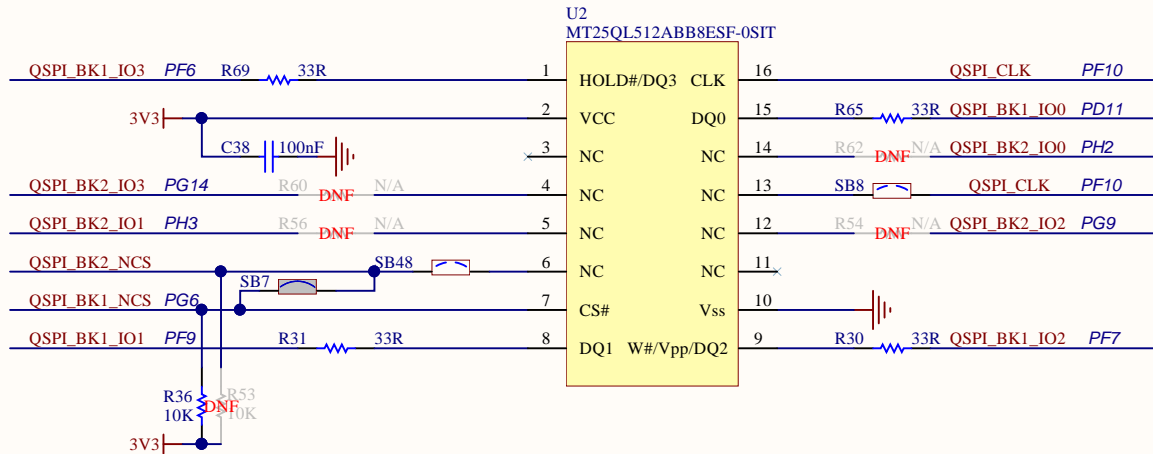 U2
MT25QL512ABB8ESF-0SIT
QSPI_BK1_IO3 PF6 R69 33R 1 HOLD#/DQ3 CLK 16 QSPI_CLK PF10
3V3 2 VCC DQ0 15 R65 33R QSPI_BK1_IO0 PD11
C38 100nF 3 NC NC 14 R62 DNF N/A QSPI_BK2_IO0 PH2
QSPI_BK2_IO3 PG14 R60 DNF N/A 4 NC NC 13 SB8 QSPI_CLK PF10
QSPI_BK2_IO1 PH3 R56 DNF N/A 5 NC NC 12 R54 DNF N/A QSPI_BK2_IO2 PG9
QSPI_BK2_NCS SB7 SB48 6 NC NC 11
QSPI_BK1_NCS PG6 7 CS# Vss 10
QSPI_BK1_IO1 PF9 R31 33R 8 DQ1 W#/Vpp/DQ2 9 R30 33R QSPI_BK1_IO2 PF7
R36 R53
10K DNF 10K
3V3